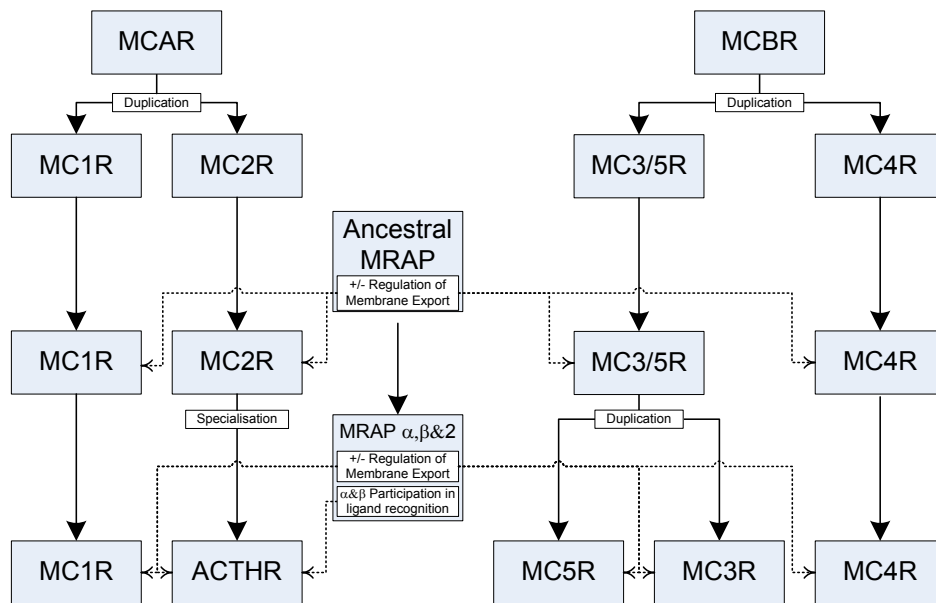 MCAR
MCBR
Duplication
Duplication
MC1R
MC2R
MC3/5R
MC4R
Ancestral
MRAP
+/- Regulation of
Membrane Export
MC1R
MC2R
MC3/5R
MC4R
Specialisation
Duplication
MRAP α,β&2
+/- Regulation of
Membrane Export
α&β Participation in
ligand recognition
MC1R
ACTHR
MC5R
MC3R
MC4R